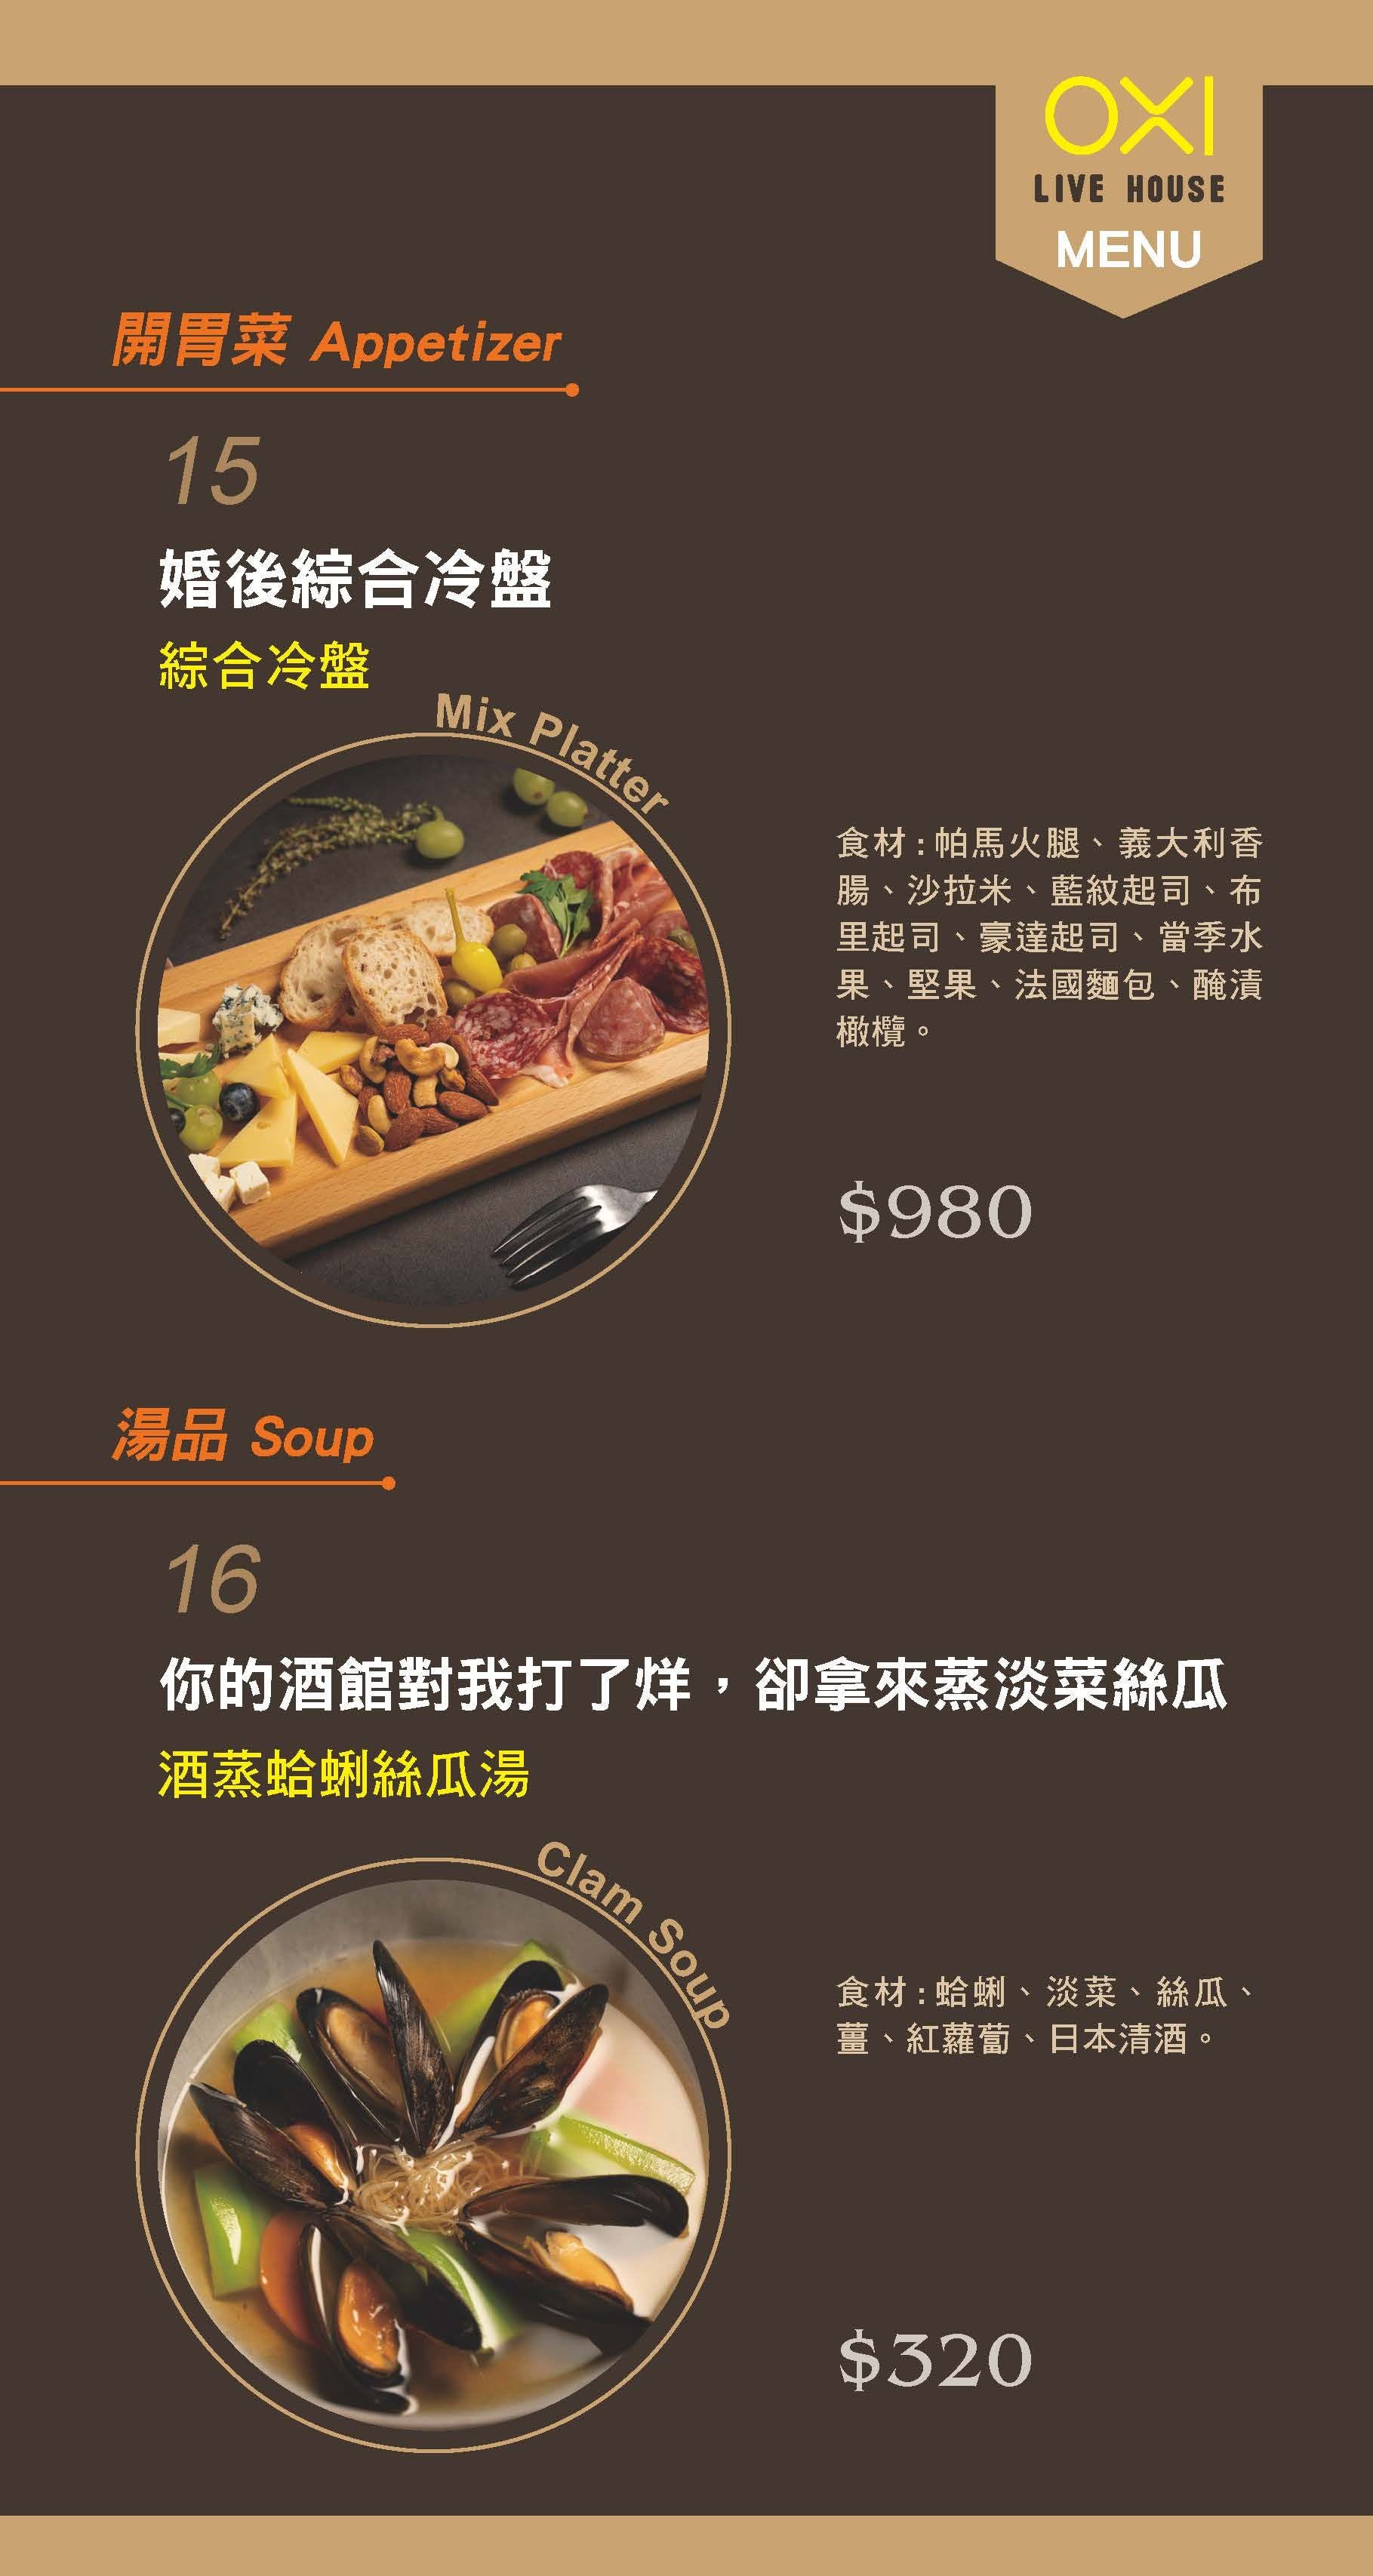 OXI
LIVE HOUSE
MENU
開胃菜 Appetizer
15
婚後綜合冷盤
綜合冷盤
Mix Platter
食材:帕馬火腿、義大利香
腸、沙拉米、藍紋起司、布
里起司、豪達起司、當季水
果、堅果、法國麵包、醃漬
橄欖。
$980
湯品 Soup
16
你的酒館對我打了烊，卻拿來蒸淡菜絲瓜
酒蒸蛤蜊絲瓜湯
Clam Soup
食材:蛤蜊、淡菜、絲瓜、
薑、紅蘿蔔、日本清酒。
$320